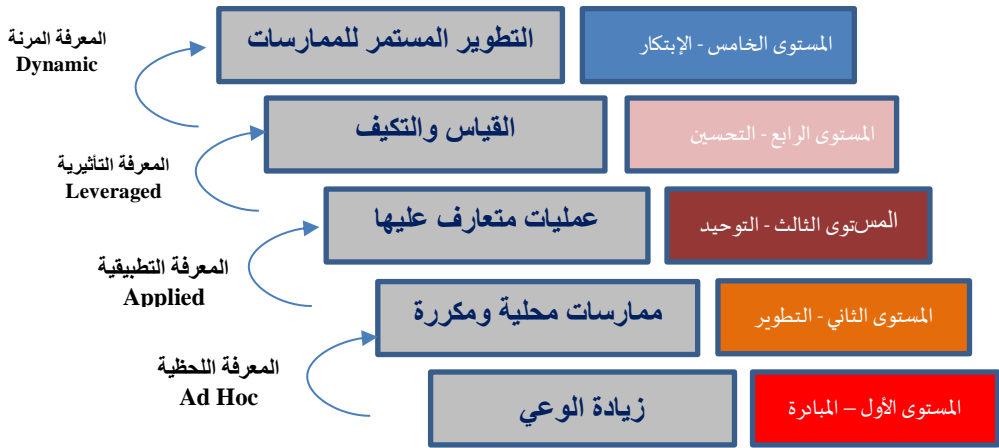 المستوى الخامس - الإبتكار
التطوير المستمر للممارسات
المعرفة المرنة
Dynamic
المستوى الرابع - التحسين
القياس والتكيف
المعرفة التأثيرية
Leveraged
المستوى الثالث - التوحيد
عمليات متعارف عليها
المعرفة التطبيقية
Applied
المستوى الثاني - التطوير
ممارسات محلية ومكررة
المعرفة اللحظية
Ad Hoc
المستوى الأول – المبادرة
زيادة الوعي